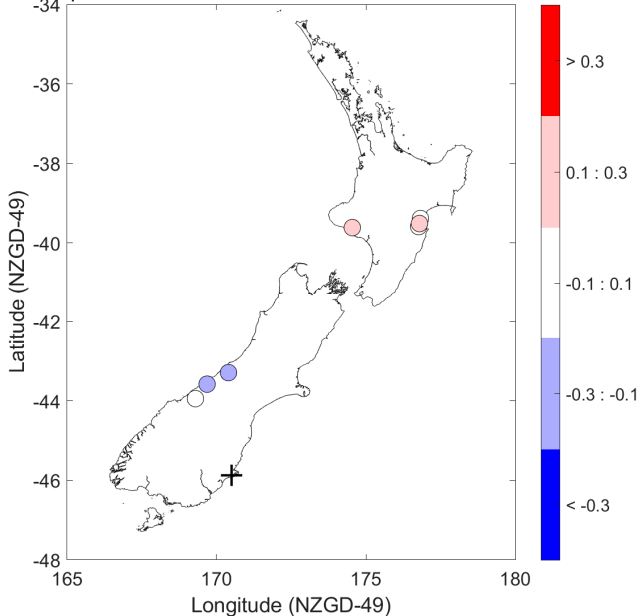 -34
-36
-38
-40
-42
-44
-46
-48
165
170
175
180
Latitude (NZGD-49)
Longitude (NZGD-49)
> 0.3
0.1 : 0.3
-0.1 : 0.1
-0.3 : -0.1
< -0.3